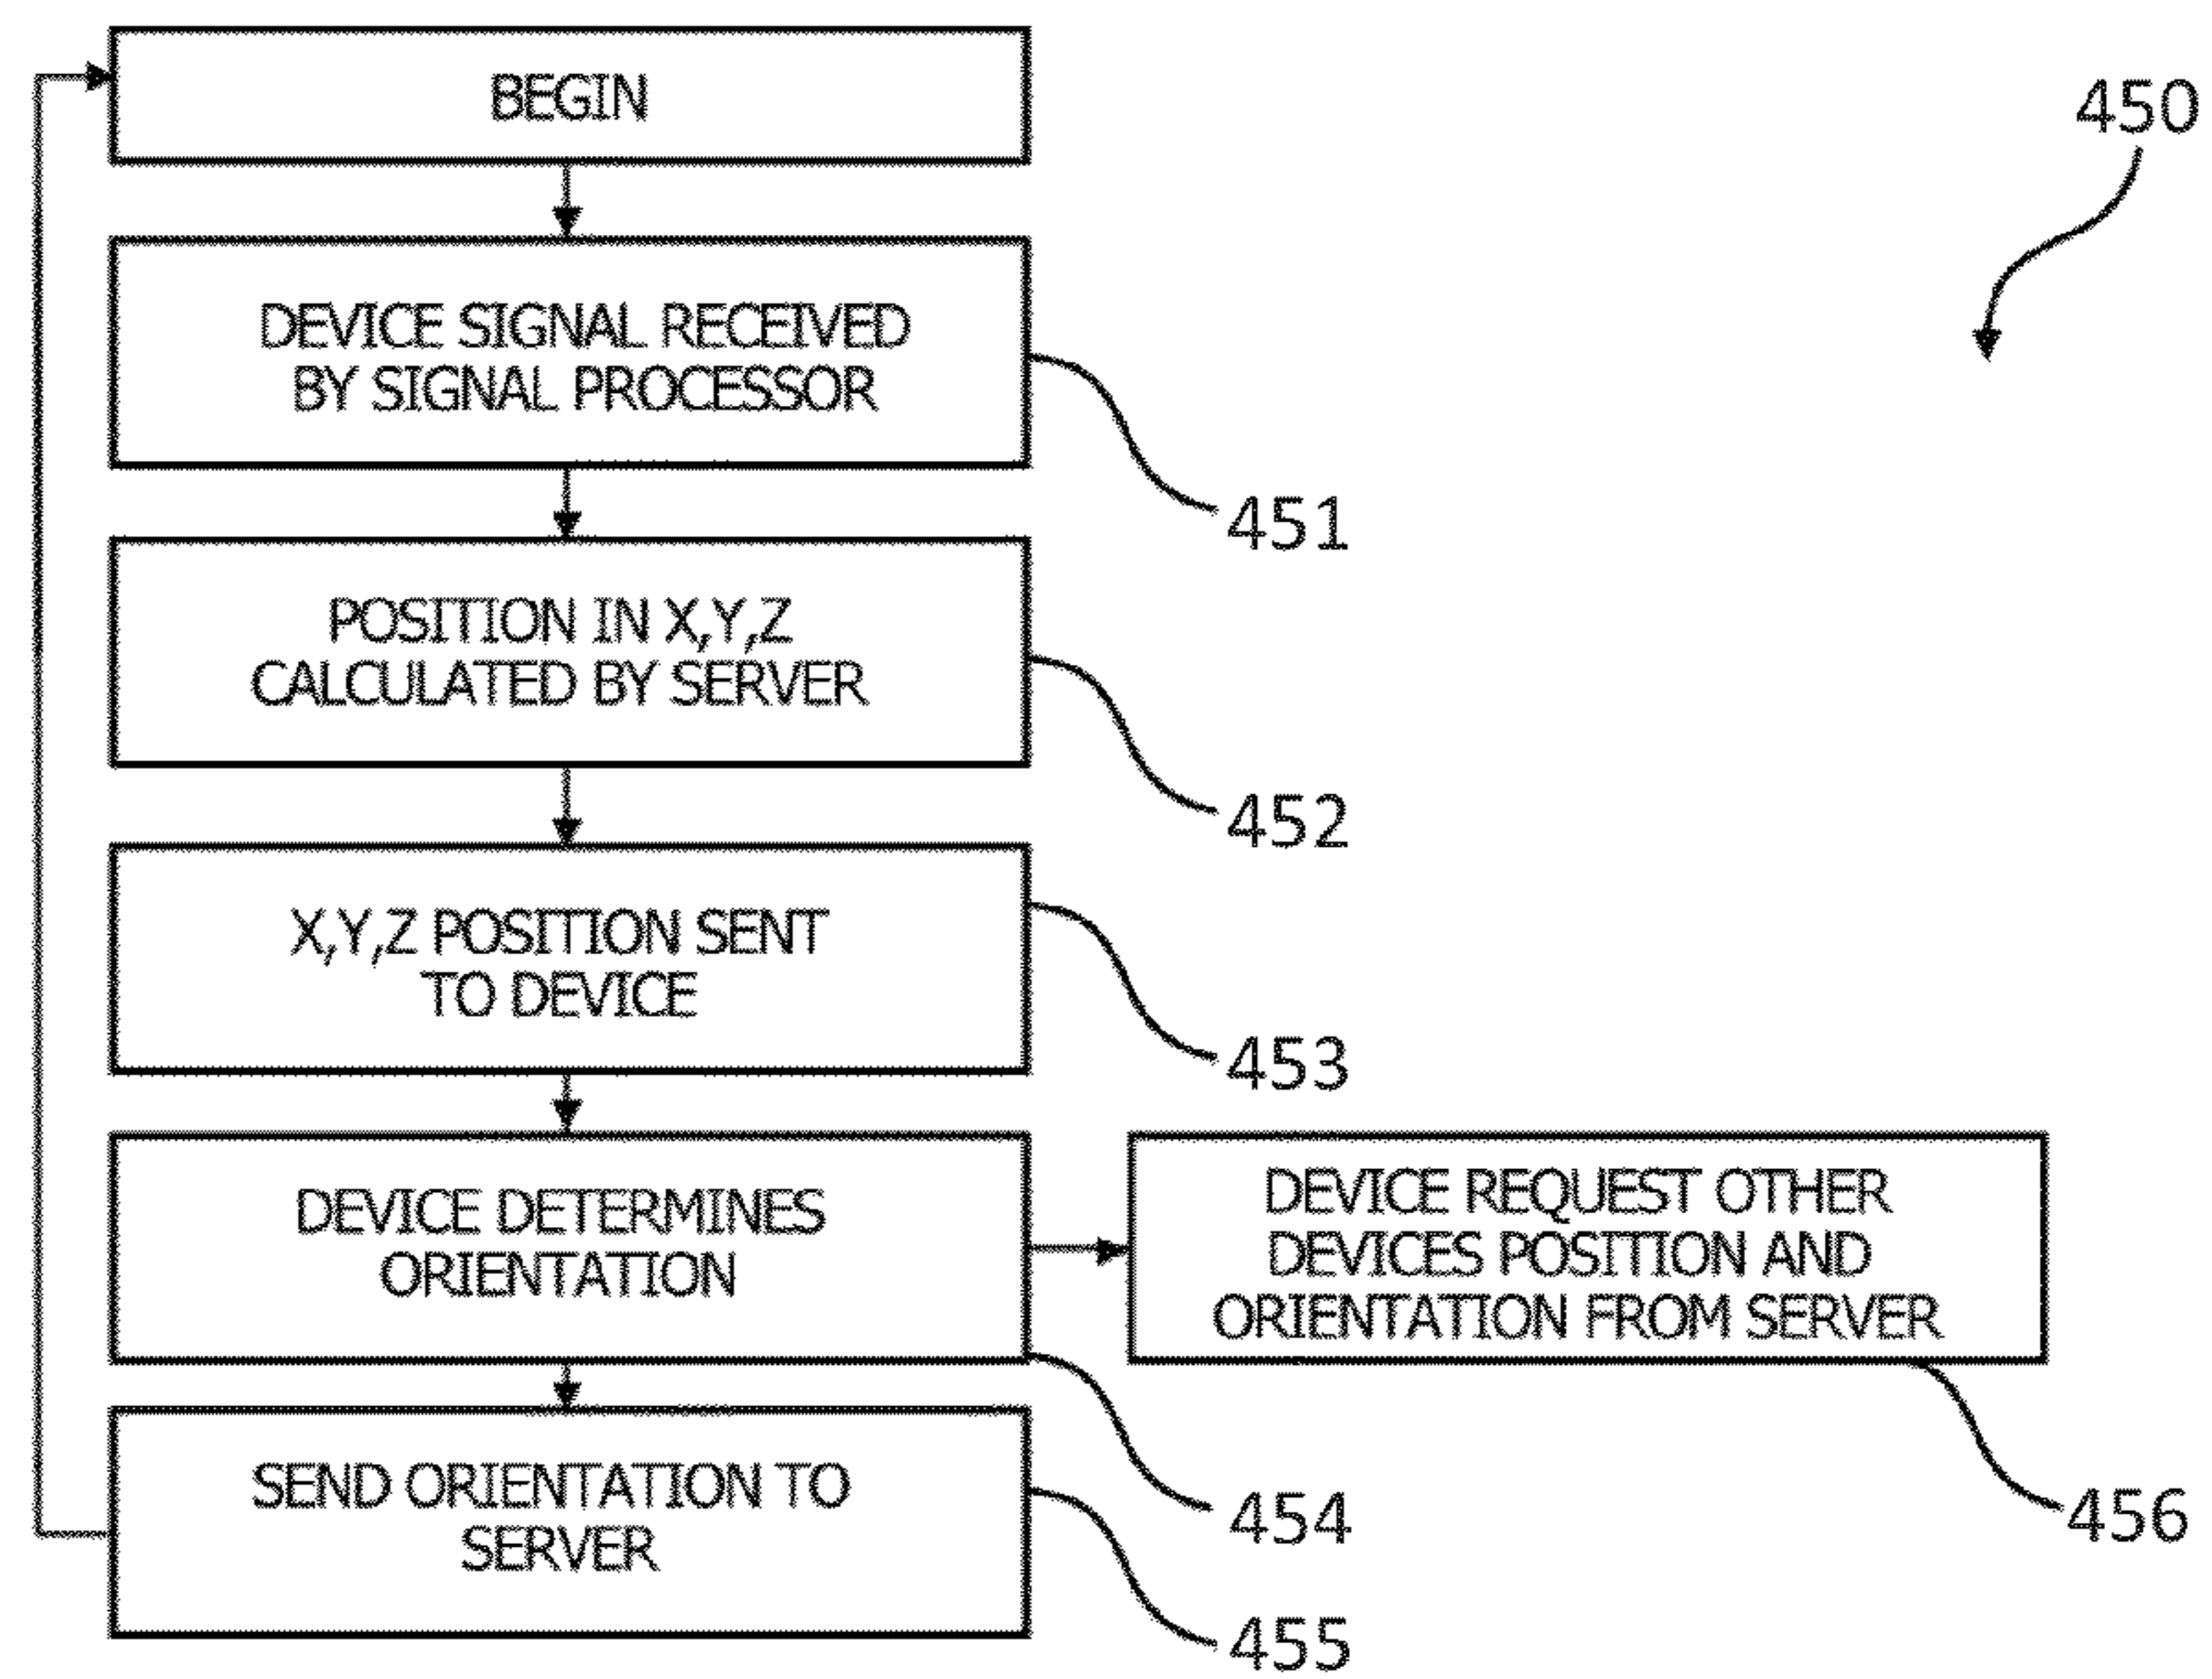 BEGIN
450
DEVICE SIGNAL RECEIVED
BY SIGNAL PROCESSOR
451
POSITION IN X,Y,Z
CALCULATED BY SERVER
452
X,Y,Z POSITION SENT
TO DEVICE
453
DEVICE DETERMINES
ORIENTATION
454
DEVICE REQUEST OTHER
DEVICES POSITION AND
ORIENTATION FROM SERVER
456
SEND ORIENTATION TO
SERVER
455